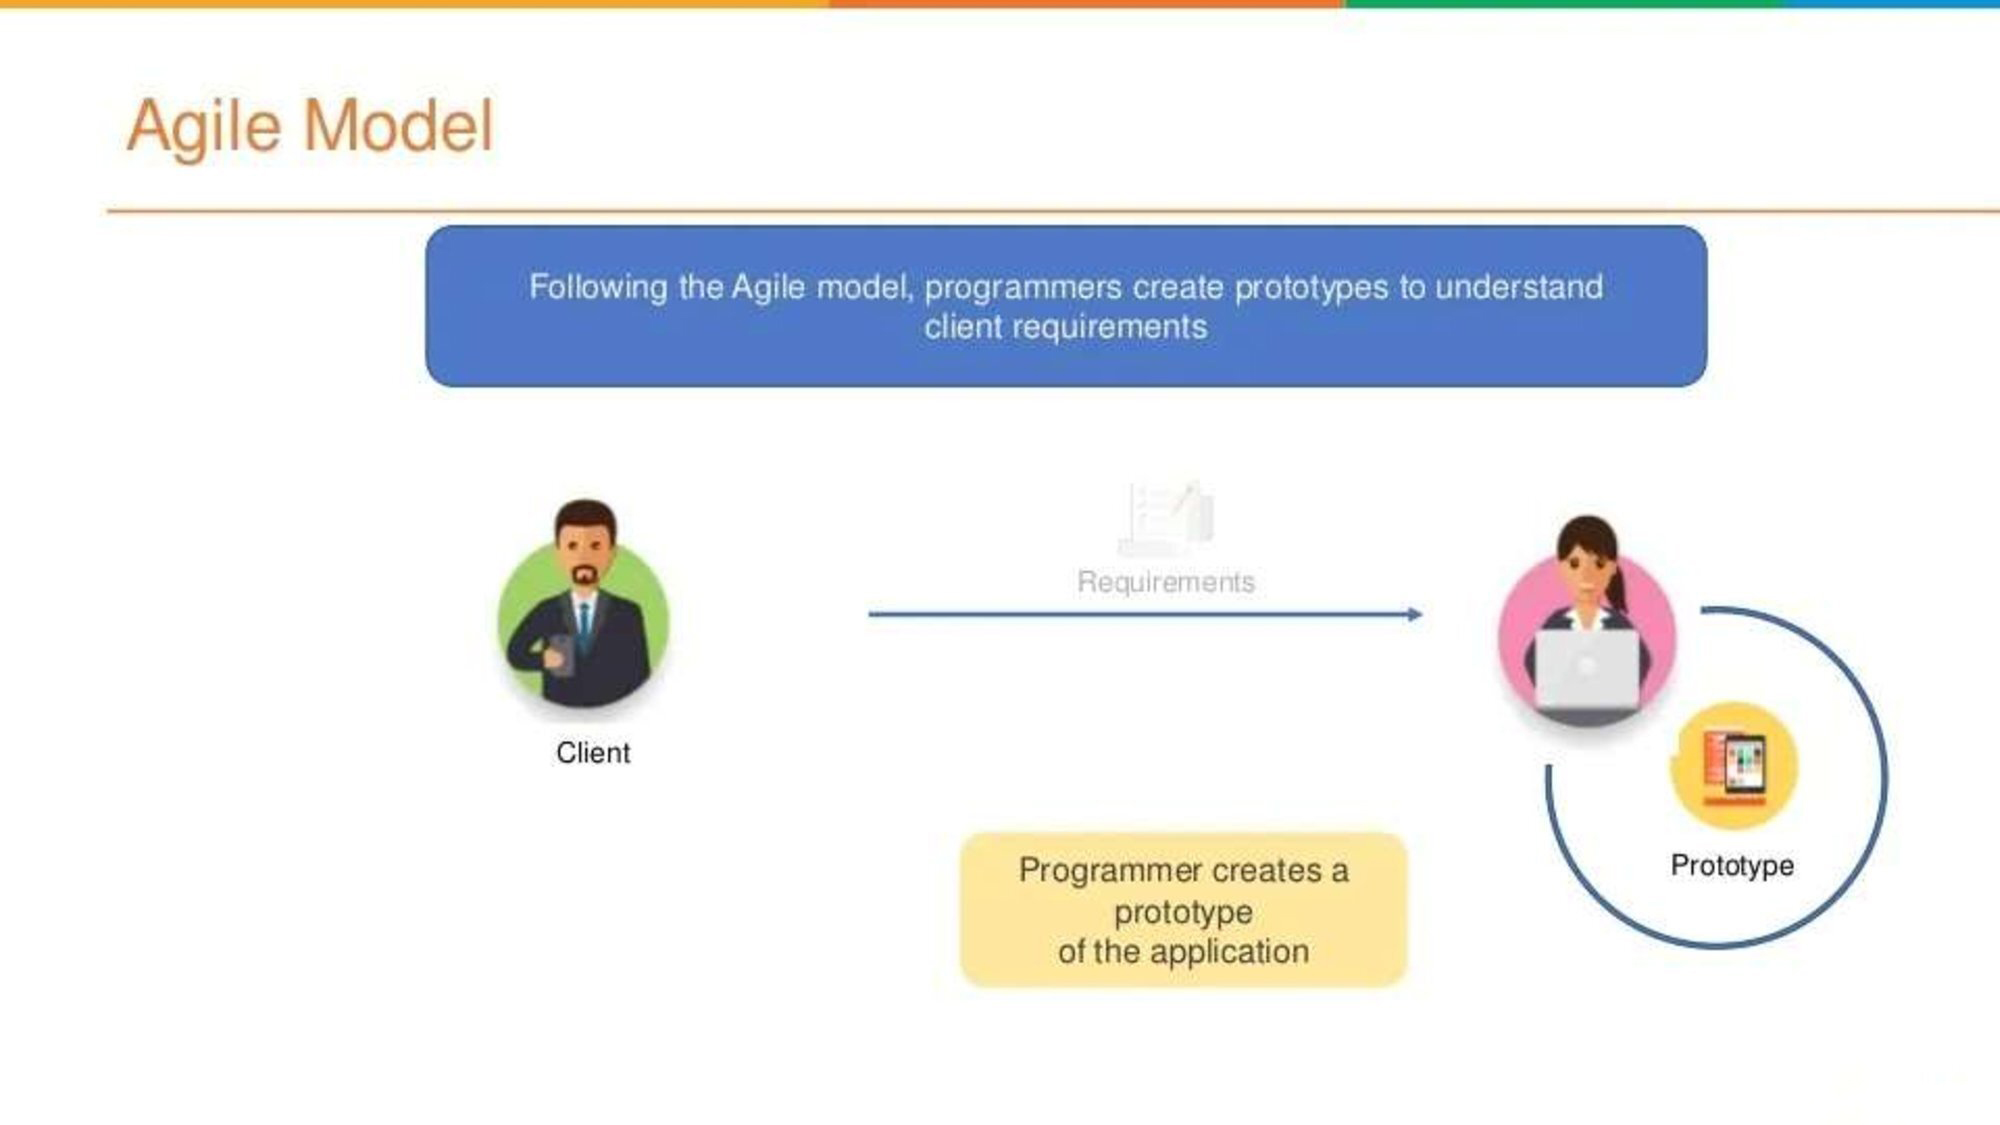 Agile Model
Following the Agile model, programmers create prototypes to understand
client requirements
Requirements
Client
Prototype
Programmer creates a
prototype
of the application